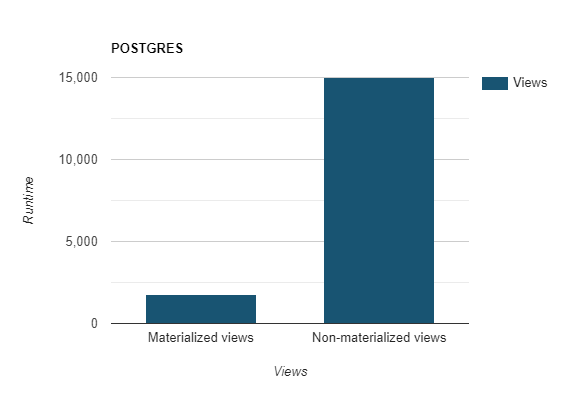 POSTGRES
15,000
Views
10,000
Runtime
5,000
0
Materialized views
Non-materialized views
Views